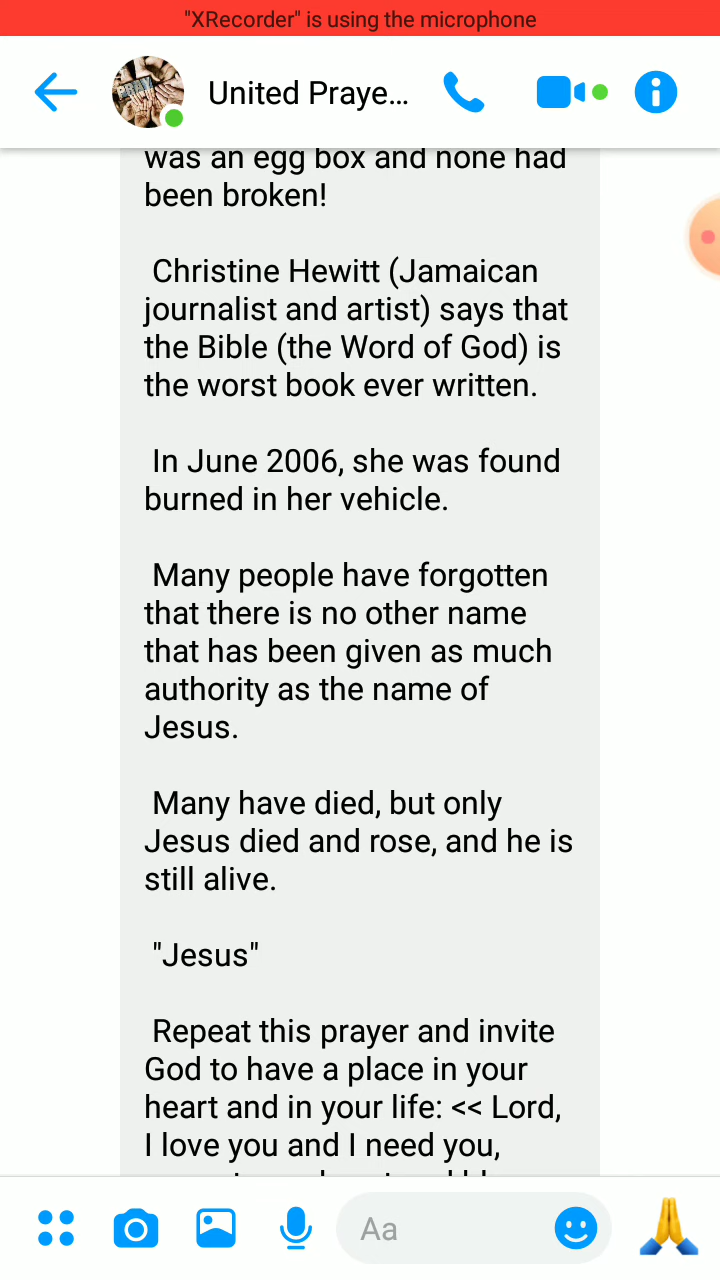 "XRecorder" is using the microphone
United Praye...
was an egg box and none had
been broken!
Christine Hewitt (Jamaican
journalist and artist) says that
the Bible (the Word of God) is
the worst book ever written.
In June 2006, she was found
burned in her vehicle.
Many people have forgotten
that there is no other name
that has been given as much
authority as the name of
Jesus.
Many have died, but only
Jesus died and rose, and he is
still alive.
"Jesus"
Repeat this prayer and invite
God to have a place in your
heart and in your life: << Lord,
I love you and I need you,
Aa